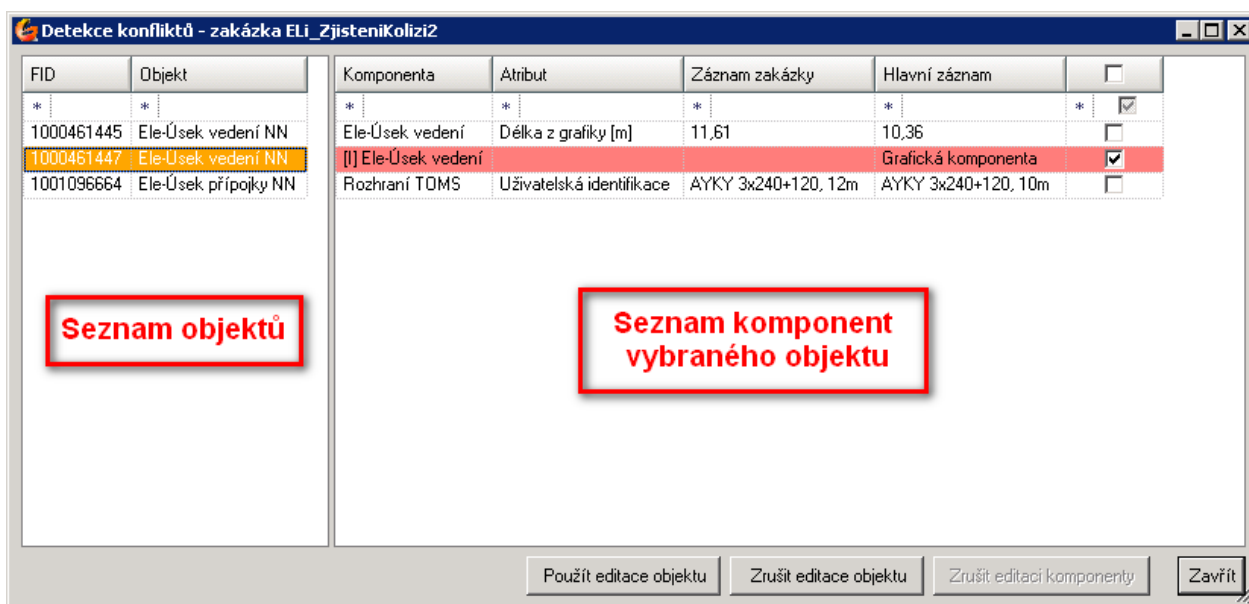 Detekce konfliktů - zakázka ELi_ZjisteniKolizi2
FID Objekt Komponenta Atribut Záznam zakázky Hlavní záznam
* * * * * * *
1000461445 Ele-Úsek vedení NN Ele-Úsek vedení Délka z grafiky [m] 11,61 10,36
1000461447 Ele-Úsek vedení NN [I] Ele-Úsek vedení Grafická komponenta
1001096664 Ele-Úsek přípojky NN Rozhraní TOMS Uživatelská identifikace AYKY 3x240+120, 12m AYKY 3x240+120, 10m
Seznam objektů
Seznam komponent
vybraného objektu
Použít editace objektu Zrušit editace objektu Zrušit editaci komponenty Zavřít